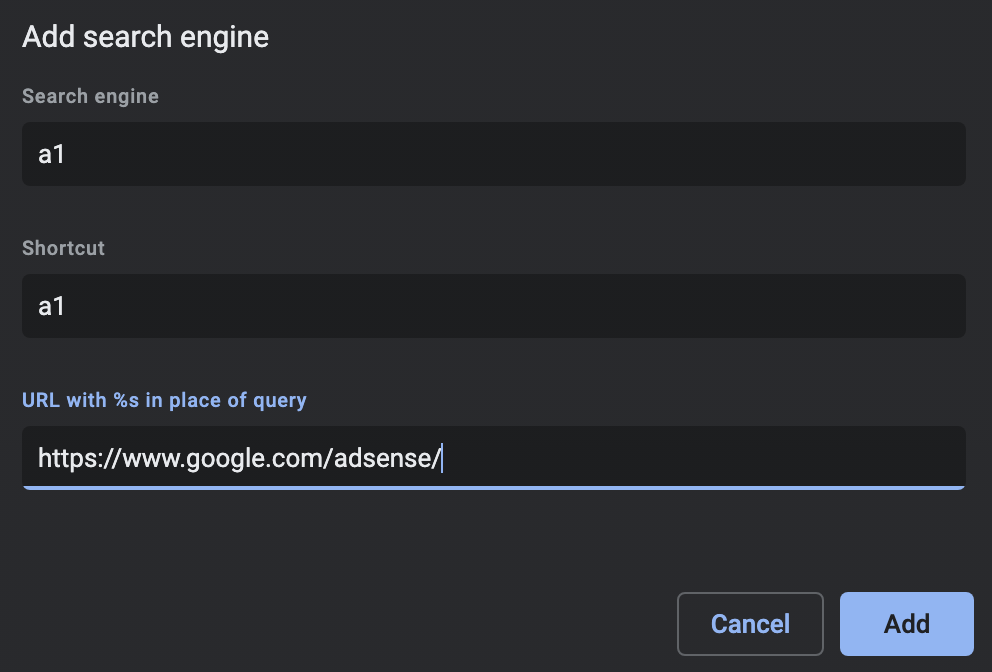 Add search engine
Search engine
a1
Shortcut
a1
URL with %s in place of query
https://www.google.com/adsense/
Cancel
Add